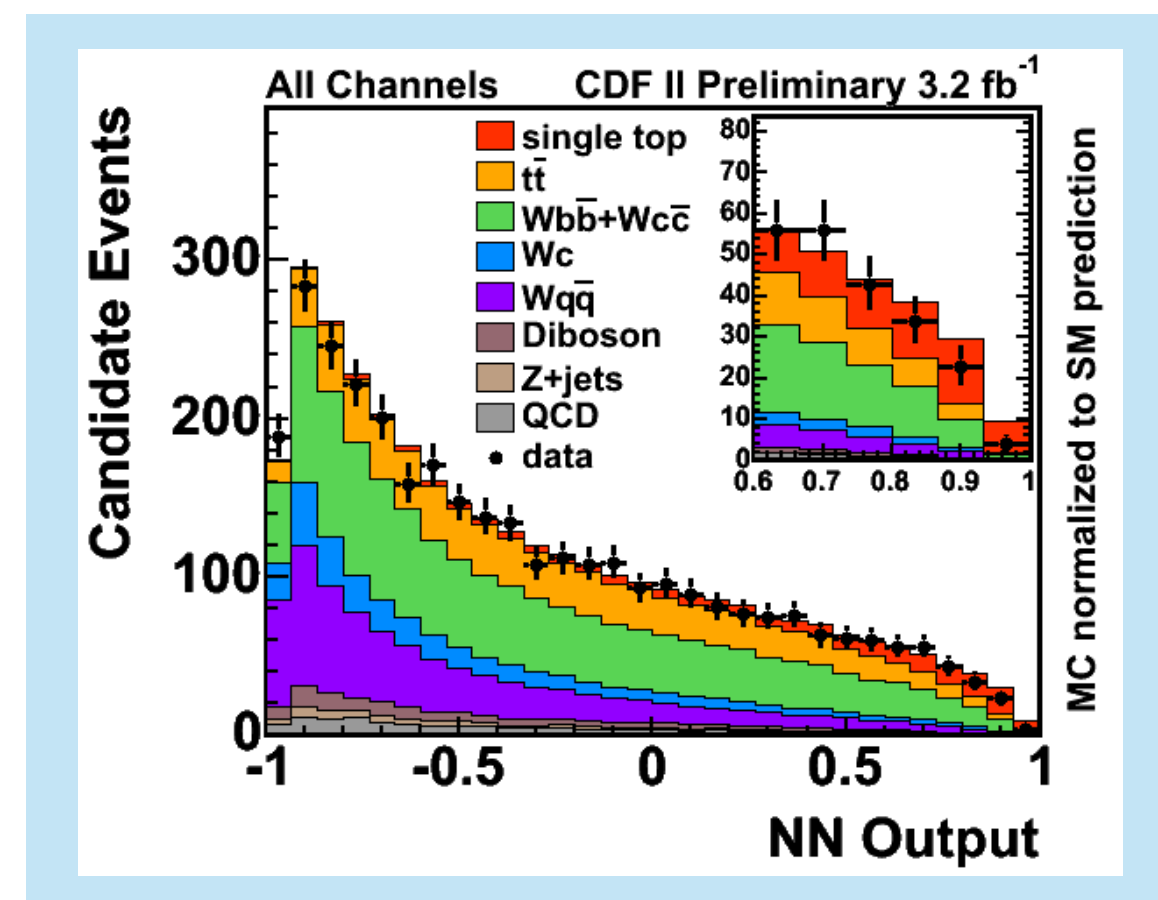 All Channels CDF II Preliminary 3.2 fb⁻¹
Candidate Events
300
200
100
0
-1 -0.5 0 0.5 1
NN Output
single top
tt̄
Wbb̄+Wcc̄
Wc
Wqq̄
Diboson
Z+jets
QCD
data
80
70
60
50
40
30
20
10
0
0.6 0.7 0.8 0.9 1
MC normalized to SM prediction